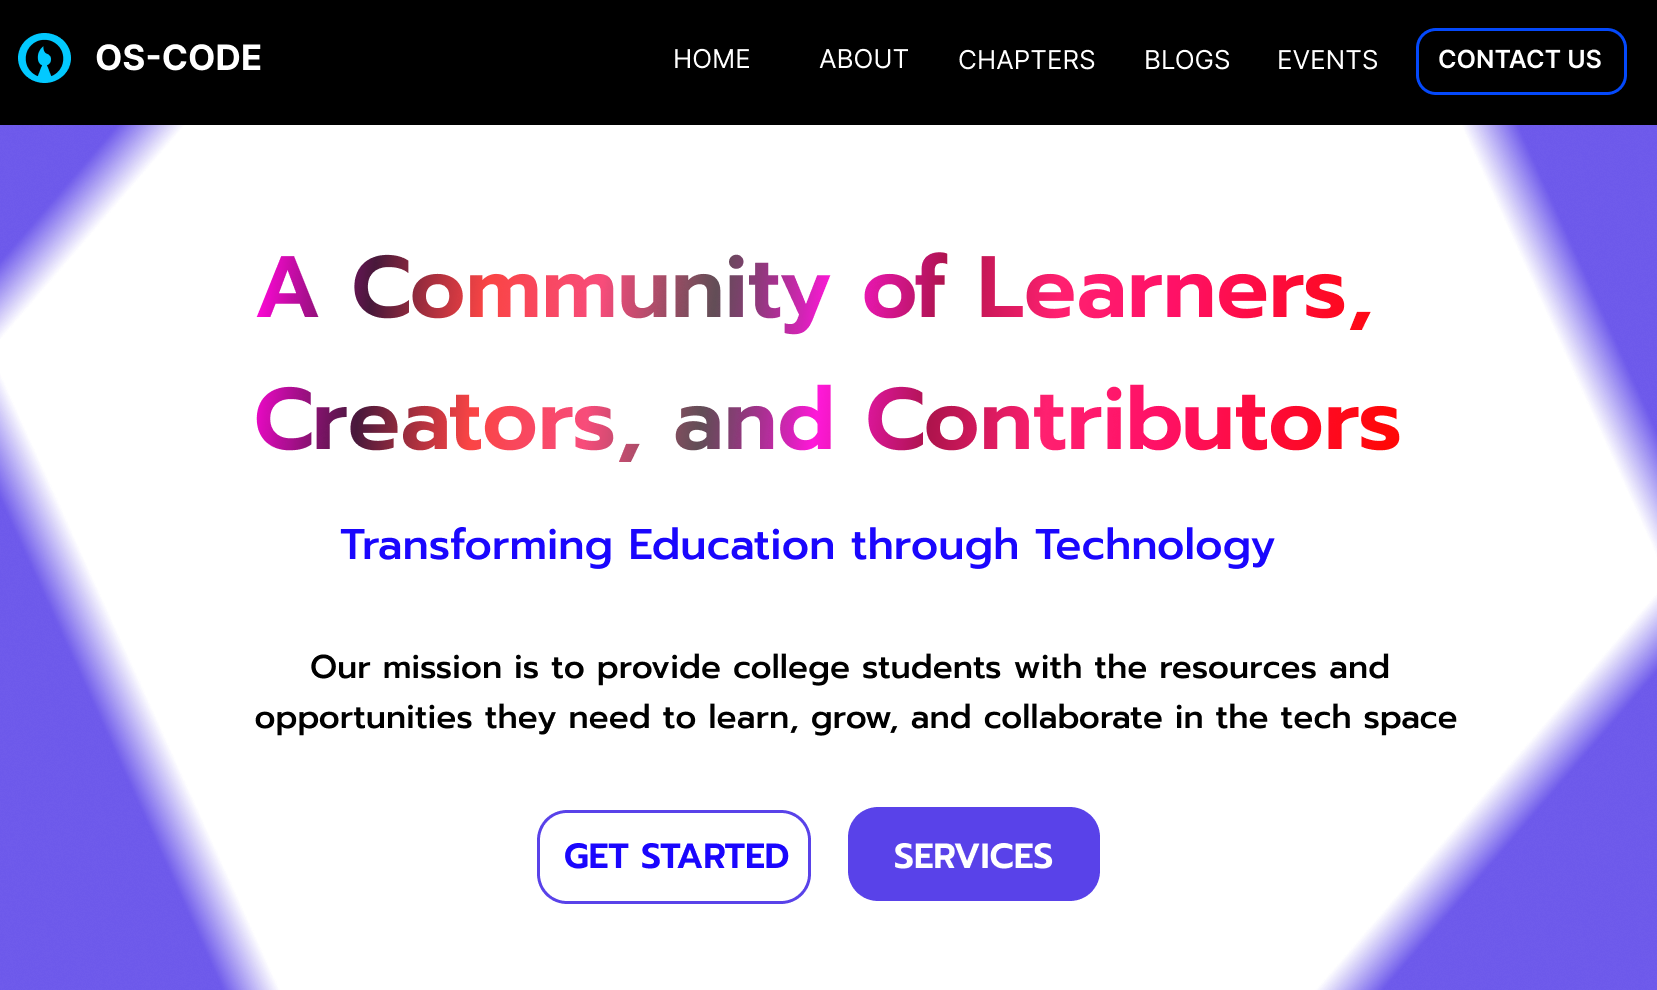 OS-CODE
HOME
ABOUT
CHAPTERS
BLOGS
EVENTS
CONTACT US
A Community of Learners,
Creators, and Contributors
Transforming Education through Technology
Our mission is to provide college students with the resources and
opportunities they need to learn, grow, and collaborate in the tech space
GET STARTED
SERVICES